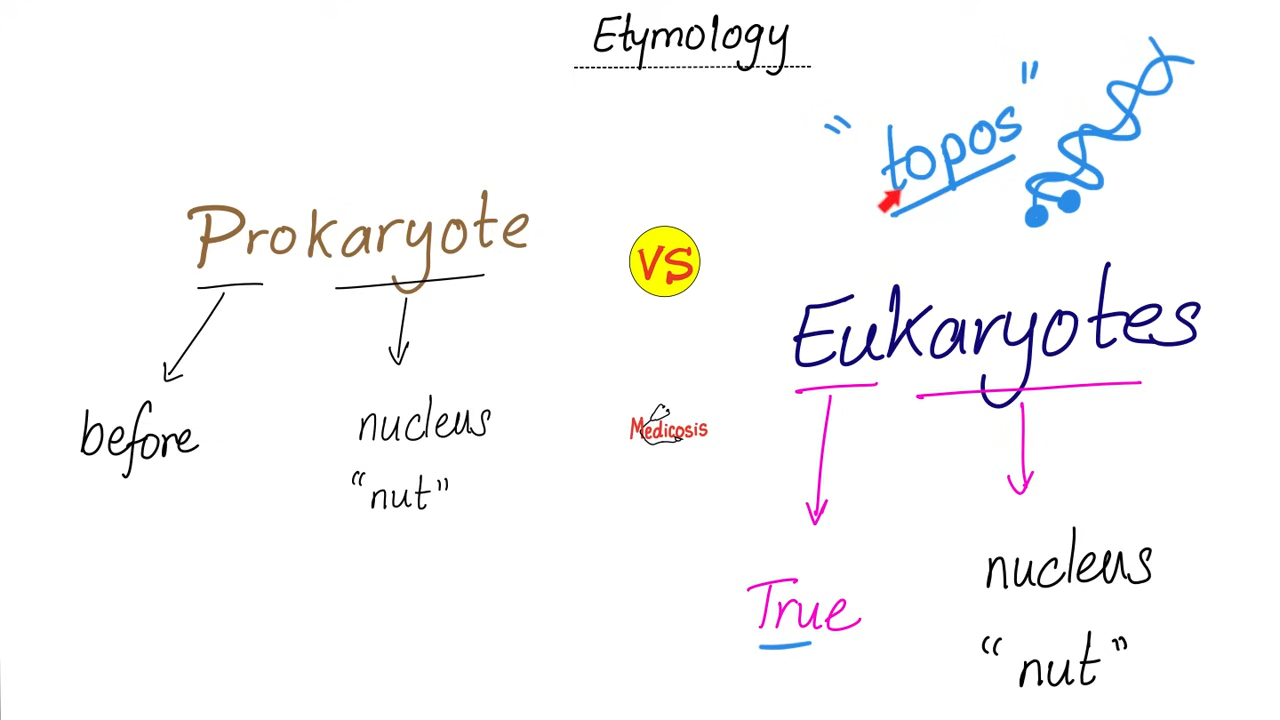 Etymology
"topos"
Prokaryote
VS
Eukaryotes
before
nucleus
"nut"
Medicosis
True
nucleus
"nut"